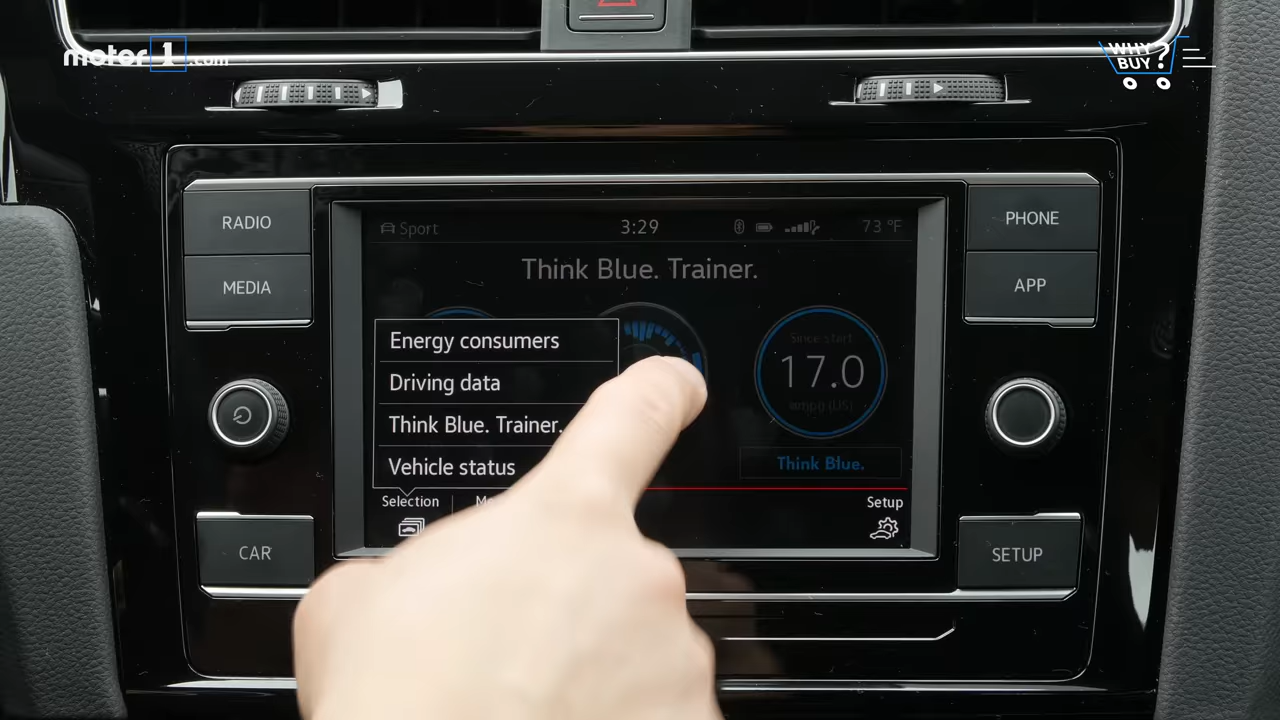 motor1.com
WHY
BUY?
RADIO
MEDIA
PHONE
APP
Sport
3:29
73 °F
Think Blue. Trainer.
Energy consumers
Driving data
Think Blue. Trainer.
Vehicle status
Since start
17.0
mpg (US)
Think Blue.
Selection
Setup
CAR
SETUP